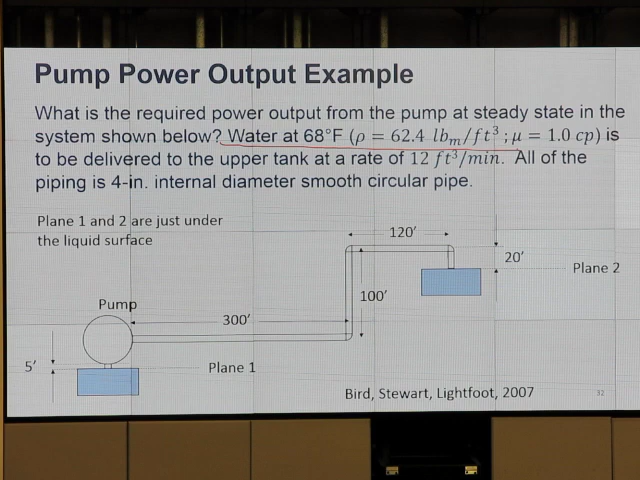 Pump Power Output Example
What is the required power output from the pump at steady state in the
system shown below? Water at 68°F (ρ = 62.4 lbₘ/ft³ ; μ = 1.0 cp) is
to be delivered to the upper tank at a rate of 12 ft³/min. All of the
piping is 4-in. internal diameter smooth circular pipe.
Plane 1 and 2 are just under
the liquid surface
120'
20'
Plane 2
100'
Pump
300'
5'
Plane 1
Bird, Stewart, Lightfoot, 2007
32